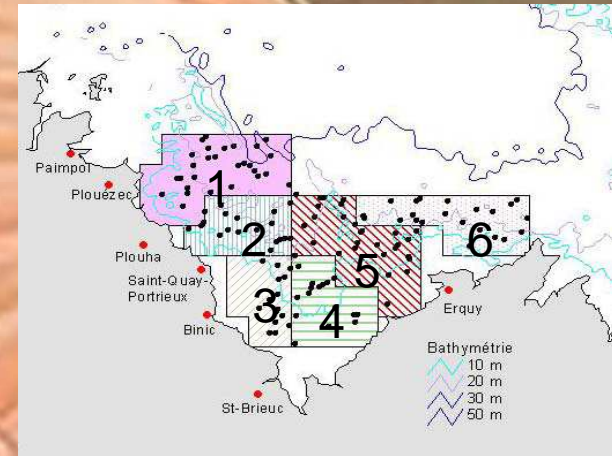 Paimpol
Plouézec
Plouha
Saint-Quay-
Portrieux
Binic
St-Brieuc
Erquy
1
2
3
4
5
6
Bathymétrie
10 m
20 m
30 m
50 m